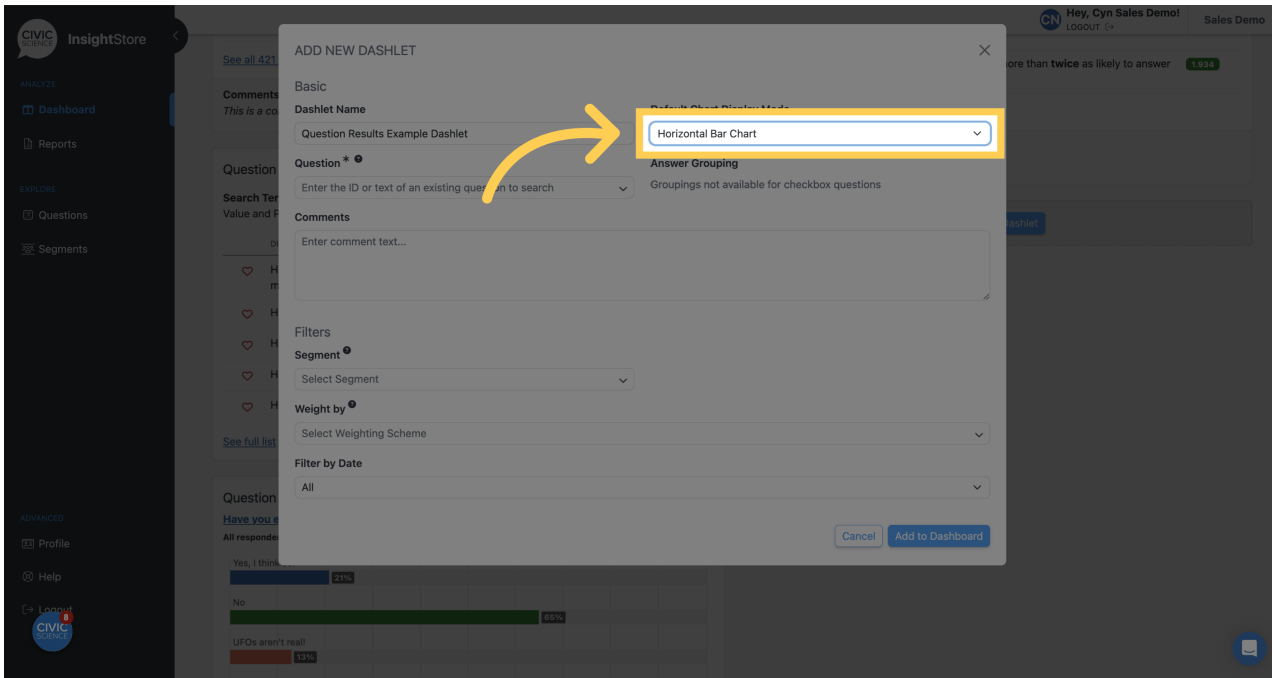 CIVIC
SCIENCE
InsightStore
Hey, Cyn Sales Demo!
CN
LOGOUT
Sales Demo
ANALYZE
Dashboard
Reports
EXPLORE
Questions
Segments
ADVANCED
Profile
Help
Logout
8
CIVIC
SCIENCE
See all 421
ore than twice as likely to answer 1.934
Comments
This is a co
Question
Search Ter
Value and P
H
m
H
H
H
H
See full list
ashlet
Question
Have you e
All responde
Yes, I think
21%
No
65%
UFOs aren't real!
13%
ADD NEW DASHLET
Basic
Dashlet Name
Default Chart Display Mode
Question Results Example Dashlet
Horizontal Bar Chart
Question *
Answer Grouping
Enter the ID or text of an existing question to search
Groupings not available for checkbox questions
Comments
Enter comment text...
Filters
Segment
Select Segment
Weight by
Select Weighting Scheme
Filter by Date
All
Cancel
Add to Dashboard